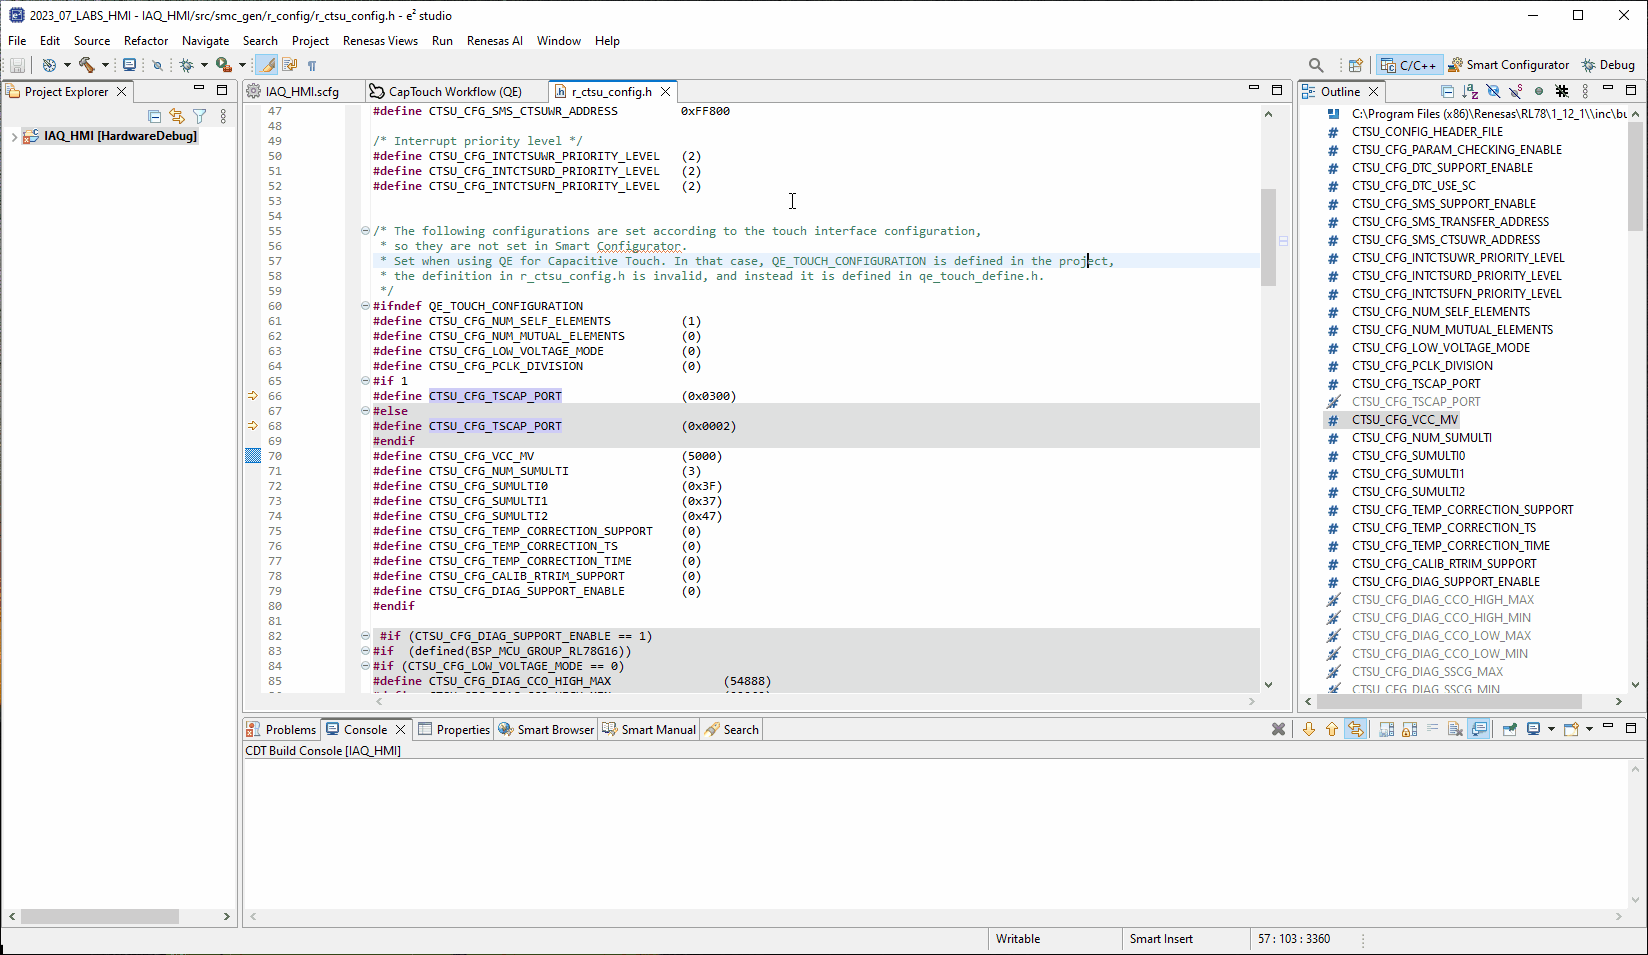 2023_07_LABS_HMI - IAQ_HMI/src/smc_gen/r_config/r_ctsu_config.h - e² studio
File Edit Source Refactor Navigate Search Project Renesas Views Run Renesas AI Window Help
C/C++ Smart Configurator Debug
Project Explorer
IAQ_HMI [HardwareDebug]
IAQ_HMI.scfg CapTouch Workflow (QE) r_ctsu_config.h
47 #define CTSU_CFG_SMS_CTSUWR_ADDRESS 0xFF800
48
49 /* Interrupt priority level */
50 #define CTSU_CFG_INTCTSUWR_PRIORITY_LEVEL (2)
51 #define CTSU_CFG_INTCTSURD_PRIORITY_LEVEL (2)
52 #define CTSU_CFG_INTCTSUFN_PRIORITY_LEVEL (2)
53
54
55 /* The following configurations are set according to the touch interface configuration,
56 * so they are not set in Smart Configurator.
57 * Set when using QE for Capacitive Touch. In that case, QE_TOUCH_CONFIGURATION is defined in the project,
58 * the definition in r_ctsu_config.h is invalid, and instead it is defined in qe_touch_define.h.
59 */
60 #ifndef QE_TOUCH_CONFIGURATION
61 #define CTSU_CFG_NUM_SELF_ELEMENTS (1)
62 #define CTSU_CFG_NUM_MUTUAL_ELEMENTS (0)
63 #define CTSU_CFG_LOW_VOLTAGE_MODE (0)
64 #define CTSU_CFG_PCLK_DIVISION (0)
65 #if 1
66 #define CTSU_CFG_TSCAP_PORT (0x0300)
67 #else
68 #define CTSU_CFG_TSCAP_PORT (0x0002)
69 #endif
70 #define CTSU_CFG_VCC_MV (5000)
71 #define CTSU_CFG_NUM_SUMULTI (3)
72 #define CTSU_CFG_SUMULTI0 (0x3F)
73 #define CTSU_CFG_SUMULTI1 (0x37)
74 #define CTSU_CFG_SUMULTI2 (0x47)
75 #define CTSU_CFG_TEMP_CORRECTION_SUPPORT (0)
76 #define CTSU_CFG_TEMP_CORRECTION_TS (0)
77 #define CTSU_CFG_TEMP_CORRECTION_TIME (0)
78 #define CTSU_CFG_CALIB_RTRIM_SUPPORT (0)
79 #define CTSU_CFG_DIAG_SUPPORT_ENABLE (0)
80 #endif
81
82 #if (CTSU_CFG_DIAG_SUPPORT_ENABLE == 1)
83 #if (defined(BSP_MCU_GROUP_RL78G16))
84 #if (CTSU_CFG_LOW_VOLTAGE_MODE == 0)
85 #define CTSU_CFG_DIAG_CCO_HIGH_MAX (54888)
Outline
C:\Program Files (x86)\Renesas\RL78\1_12_1\\inc\bu
CTSU_CONFIG_HEADER_FILE
CTSU_CFG_PARAM_CHECKING_ENABLE
CTSU_CFG_DTC_SUPPORT_ENABLE
CTSU_CFG_DTC_USE_SC
CTSU_CFG_SMS_SUPPORT_ENABLE
CTSU_CFG_SMS_TRANSFER_ADDRESS
CTSU_CFG_SMS_CTSUWR_ADDRESS
CTSU_CFG_INTCTSUWR_PRIORITY_LEVEL
CTSU_CFG_INTCTSURD_PRIORITY_LEVEL
CTSU_CFG_INTCTSUFN_PRIORITY_LEVEL
CTSU_CFG_NUM_SELF_ELEMENTS
CTSU_CFG_NUM_MUTUAL_ELEMENTS
CTSU_CFG_LOW_VOLTAGE_MODE
CTSU_CFG_PCLK_DIVISION
CTSU_CFG_TSCAP_PORT
CTSU_CFG_TSCAP_PORT
CTSU_CFG_VCC_MV
CTSU_CFG_NUM_SUMULTI
CTSU_CFG_SUMULTI0
CTSU_CFG_SUMULTI1
CTSU_CFG_SUMULTI2
CTSU_CFG_TEMP_CORRECTION_SUPPORT
CTSU_CFG_TEMP_CORRECTION_TS
CTSU_CFG_TEMP_CORRECTION_TIME
CTSU_CFG_CALIB_RTRIM_SUPPORT
CTSU_CFG_DIAG_SUPPORT_ENABLE
CTSU_CFG_DIAG_CCO_HIGH_MAX
CTSU_CFG_DIAG_CCO_HIGH_MIN
CTSU_CFG_DIAG_CCO_LOW_MAX
CTSU_CFG_DIAG_CCO_LOW_MIN
CTSU_CFG_DIAG_SSCG_MAX
CTSU_CFG_DIAG_SSCG_MIN
Problems Console Properties Smart Browser Smart Manual Search
CDT Build Console [IAQ_HMI]
Writable Smart Insert 57 : 103 : 3360